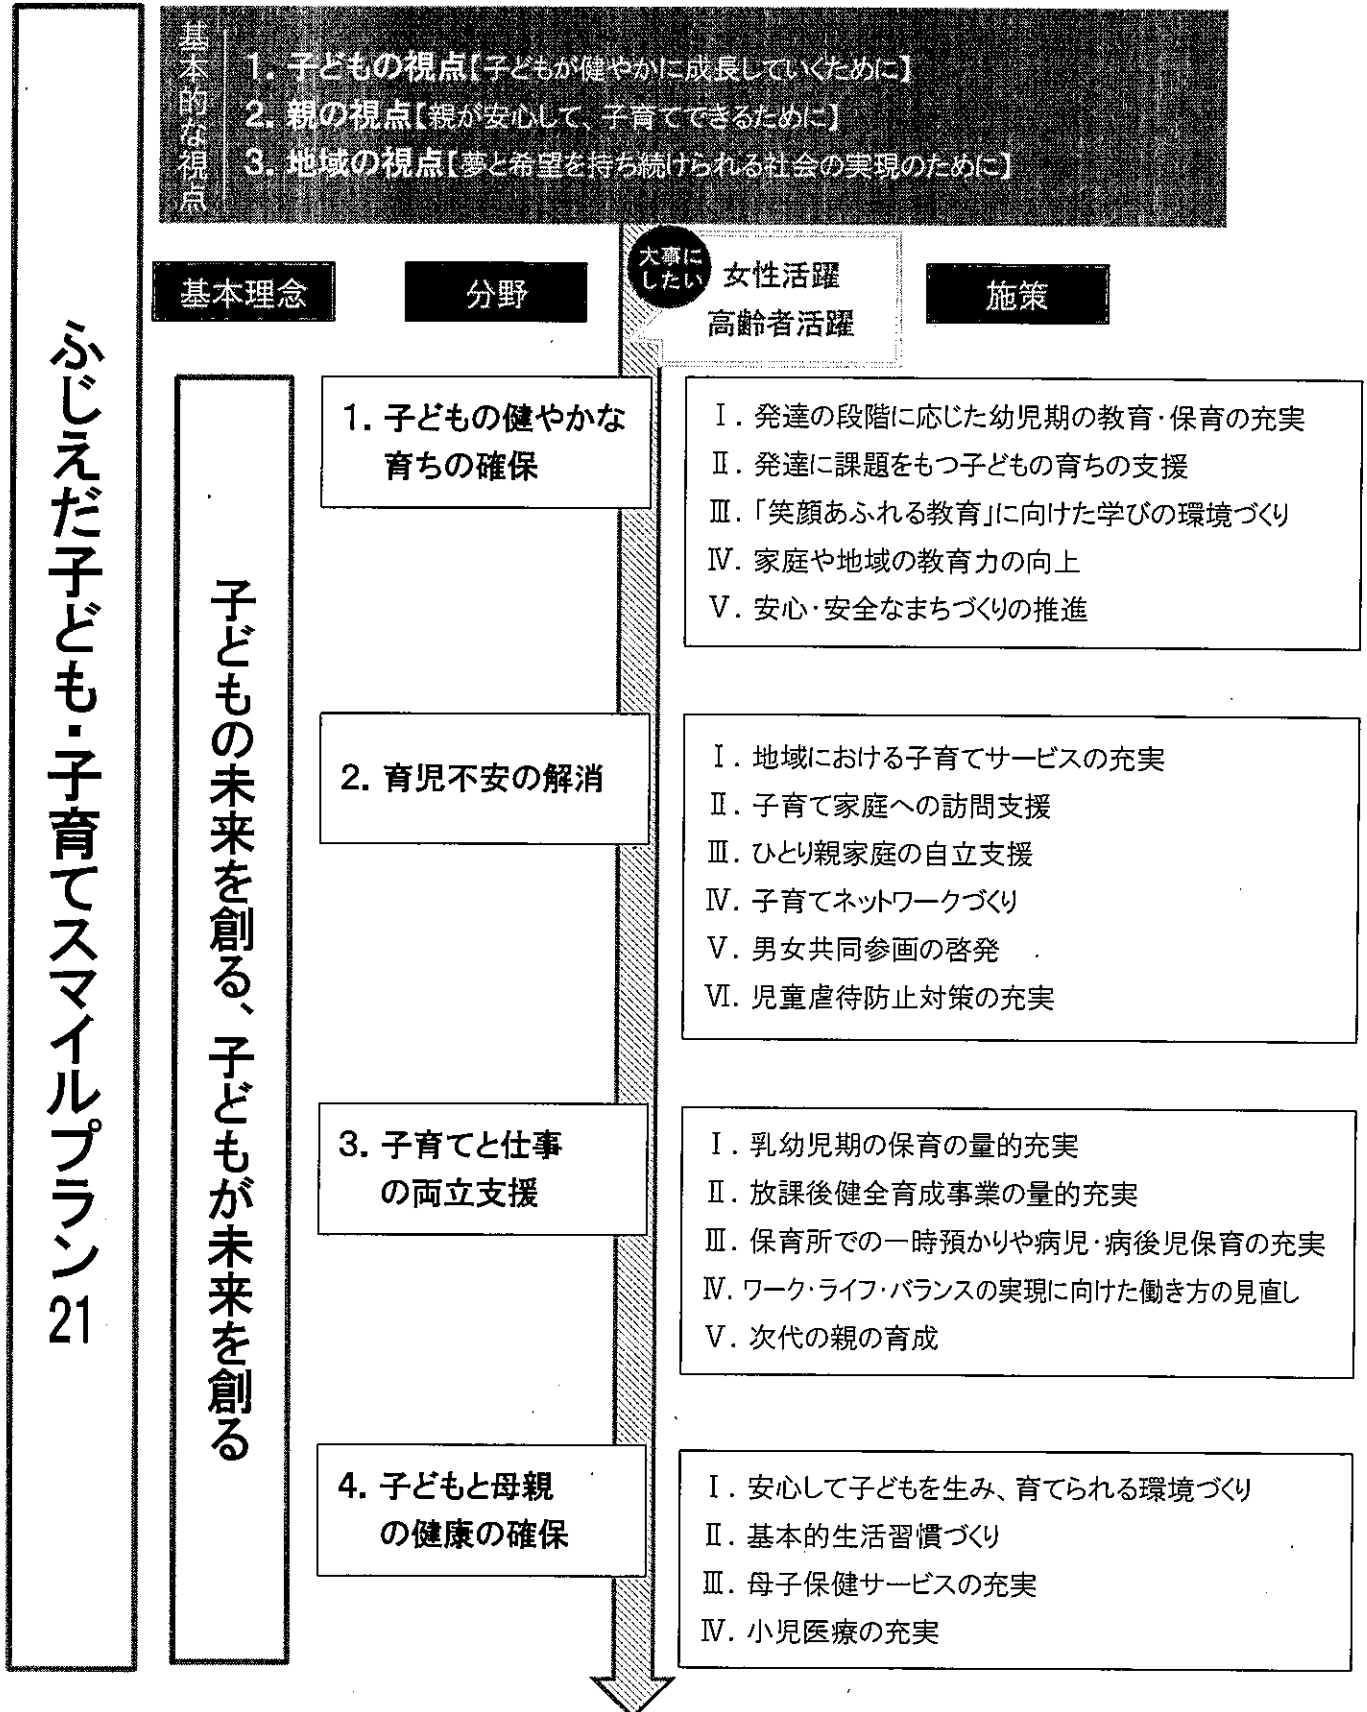 ふじえだ子ども・子育てスマイルプラン21
基本的な視点
1. 子どもの視点【子どもが健やかに成長していくために】
2. 親の視点【親が安心して、子育てできるために】
3. 地域の視点【夢と希望を持ち続けられる社会の実現のために】
基本理念
分野
大事に
したい
女性活躍
高齢者活躍
施策
子どもの未来を創る、子どもが未来を創る
1. 子どもの健やかな
育ちの確保
Ⅰ. 発達の段階に応じた幼児期の教育・保育の充実
Ⅱ. 発達に課題をもつ子どもの育ちの支援
Ⅲ. 「笑顔あふれる教育」に向けた学びの環境づくり
Ⅳ. 家庭や地域の教育力の向上
Ⅴ. 安心・安全なまちづくりの推進
2. 育児不安の解消
Ⅰ. 地域における子育てサービスの充実
Ⅱ. 子育て家庭への訪問支援
Ⅲ. ひとり親家庭の自立支援
Ⅳ. 子育てネットワークづくり
Ⅴ. 男女共同参画の啓発
Ⅵ. 児童虐待防止対策の充実
3. 子育てと仕事
の両立支援
Ⅰ. 乳幼児期の保育の量的充実
Ⅱ. 放課後健全育成事業の量的充実
Ⅲ. 保育所での一時預かりや病児・病後児保育の充実
Ⅳ. ワーク・ライフ・バランスの実現に向けた働き方の見直し
Ⅴ. 次代の親の育成
4. 子どもと母親
の健康の確保
Ⅰ. 安心して子どもを生み、育てられる環境づくり
Ⅱ. 基本的生活習慣づくり
Ⅲ. 母子保健サービスの充実
Ⅳ. 小児医療の充実